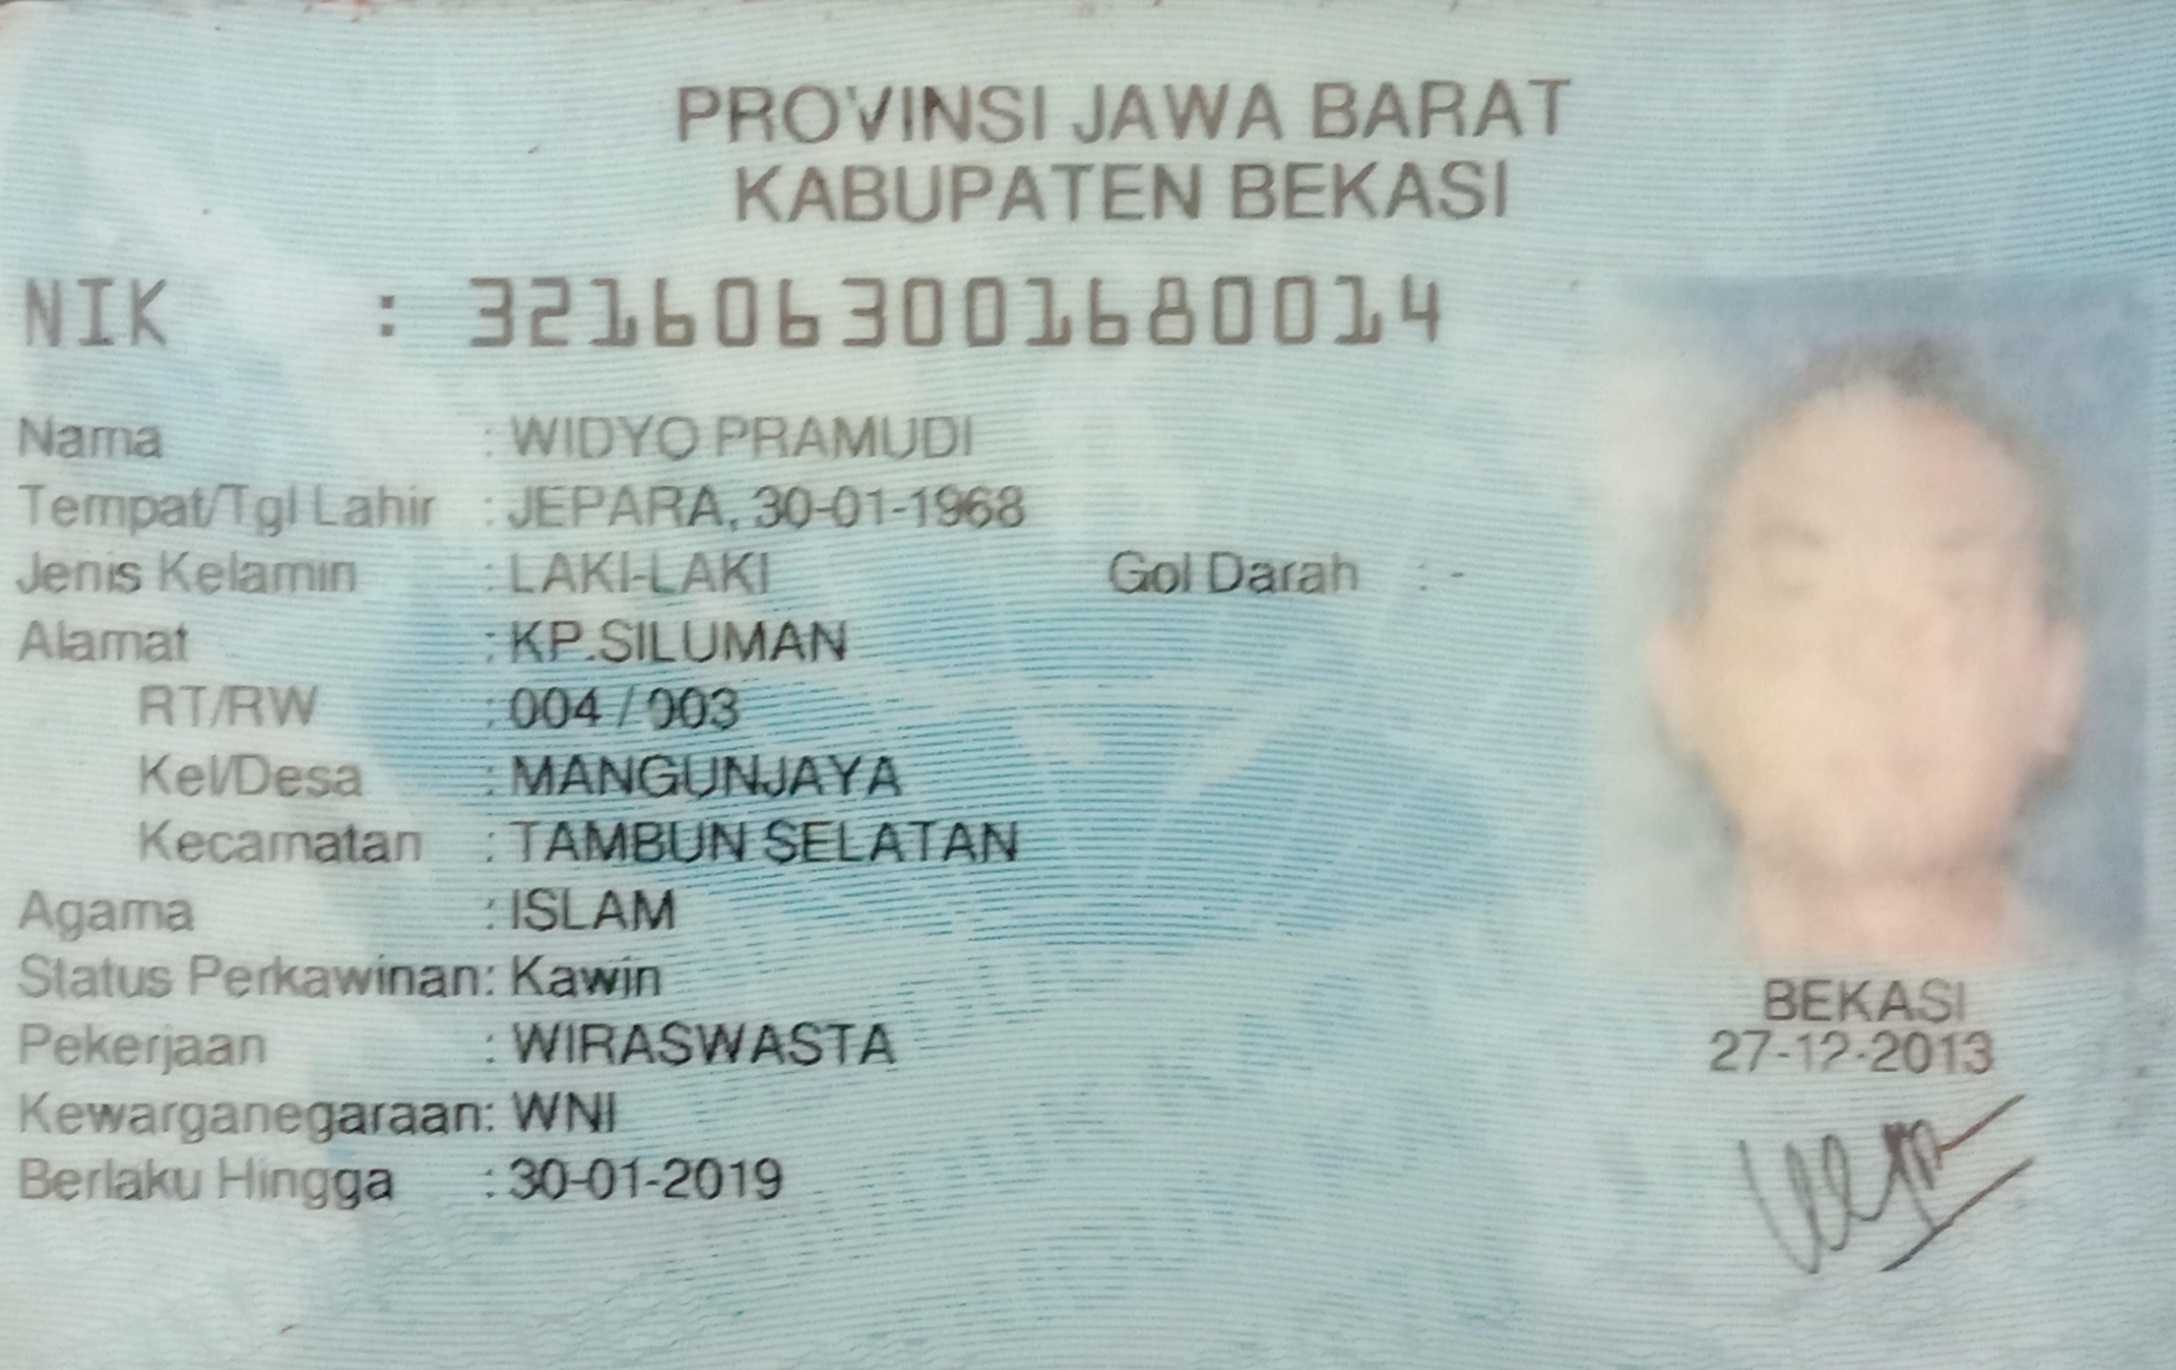 PROVINSI JAWA BARAT
KABUPATEN BEKASI
NIK : 3216063001680014
Nama : WIDYO PRAMUDI
Tempat/Tgl Lahir : JEPARA, 30-01-1968
Jenis Kelamin : LAKI-LAKI Gol Darah : -
Alamat : KP.SILUMAN
RT/RW : 004 / 003
Kel/Desa : MANGUNJAYA
Kecamatan : TAMBUN SELATAN
Agama : ISLAM
Status Perkawinan: Kawin
Pekerjaan : WIRASWASTA
Kewarganegaraan: WNI
Berlaku Hingga : 30-01-2019
BEKASI
27-12-2013